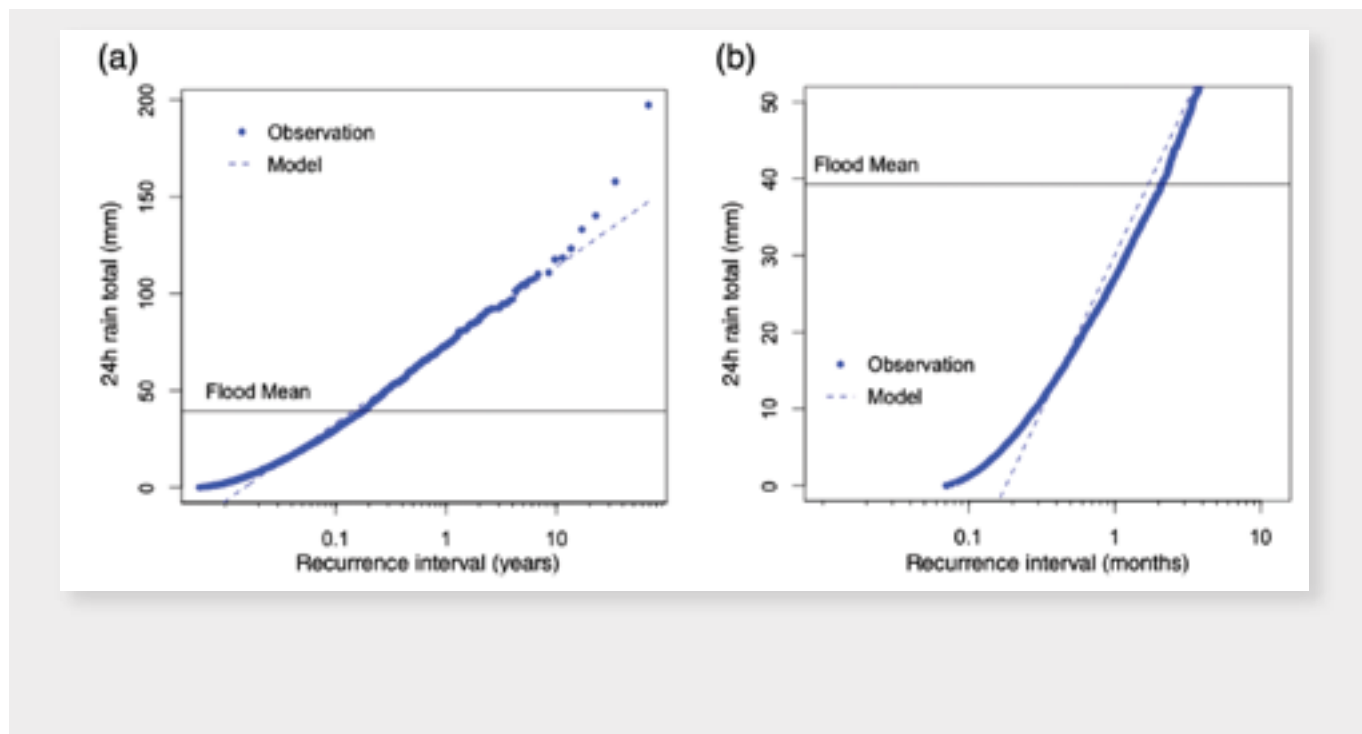 (a)
200
150
100
50
0
24h rain total (mm)
Observation
Model
Flood Mean
0.1 1 10
Recurrence interval (years)
(b)
50
40
30
20
10
0
24h rain total (mm)
Flood Mean
Observation
Model
0.1 1 10
Recurrence interval (months)